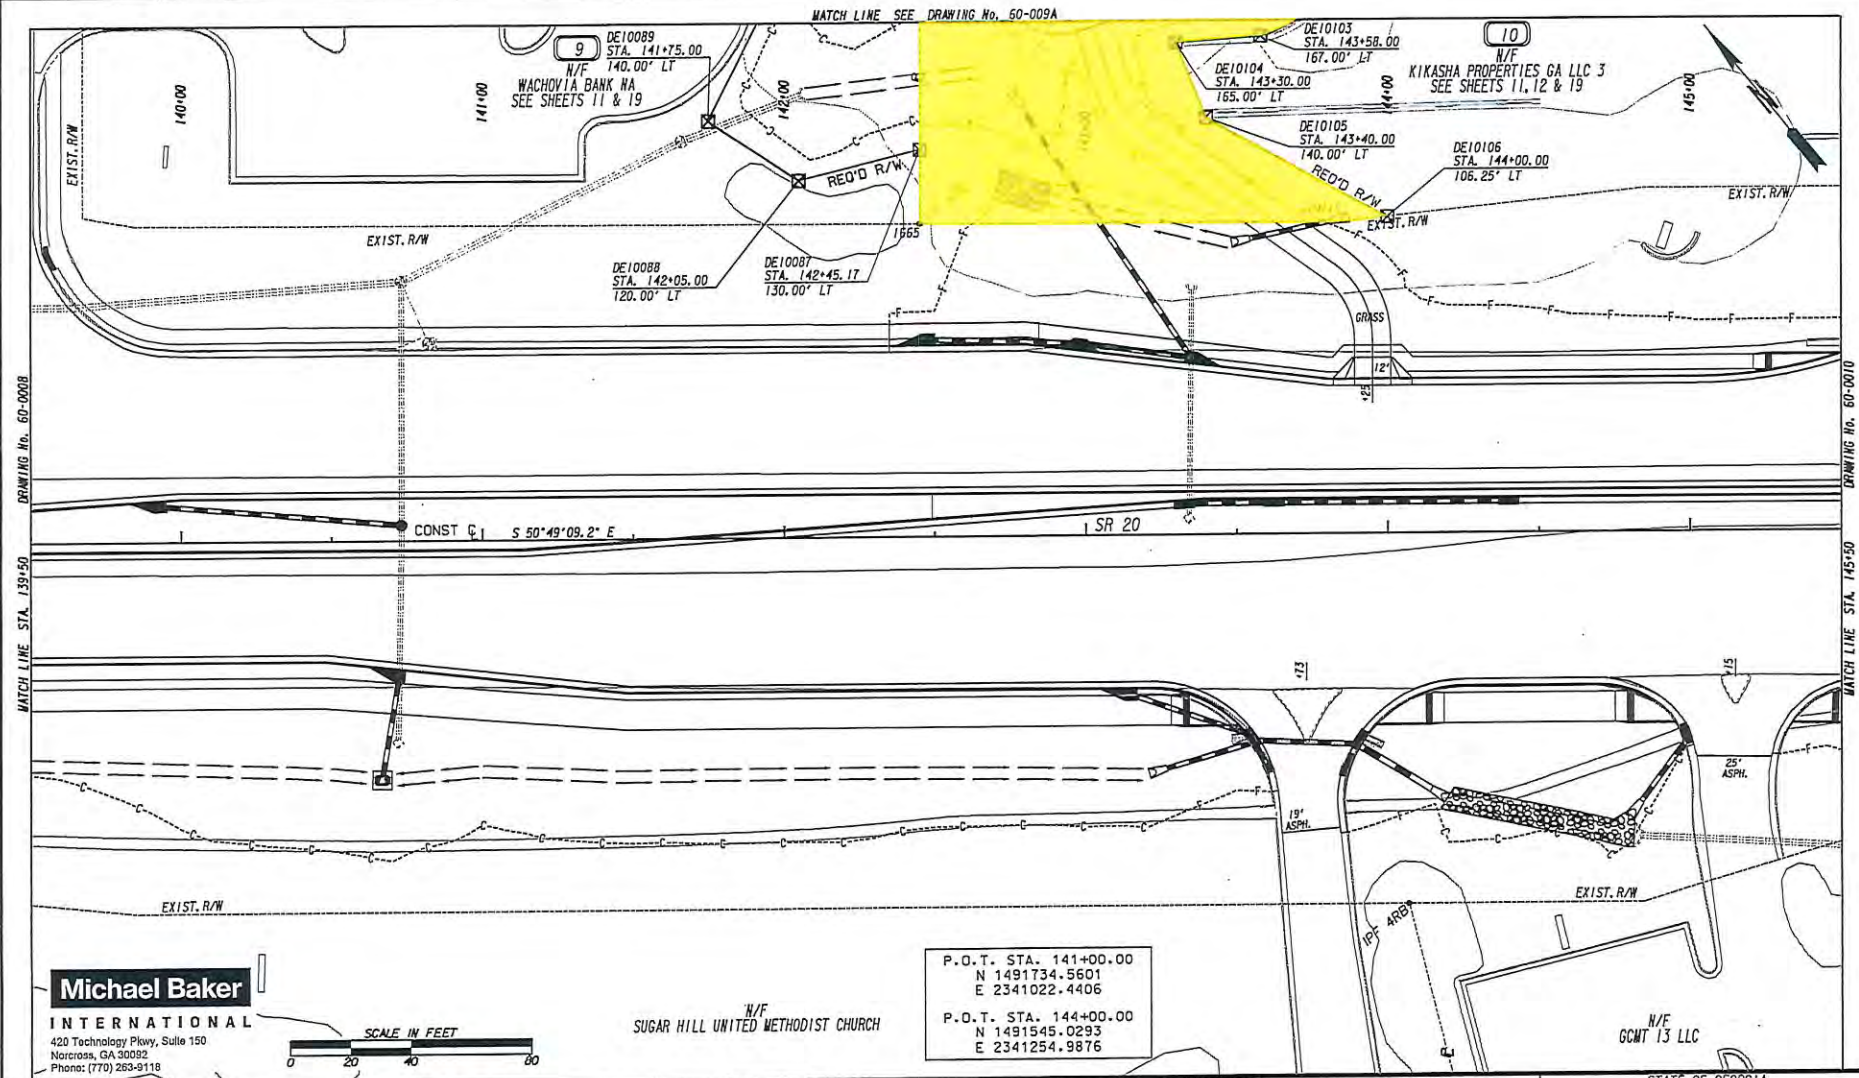 MATCH LINE SEE DRAWING No. 60-009A
9
N/F
WACHOVIA BANK NA
SEE SHEETS 11 & 19
DE10089
STA. 141+75.00
140.00' LT
DE10103
STA. 143+58.00
167.00' LT
DE10104
STA. 143+30.00
165.00' LT
10
N/F
KIKASHA PROPERTIES GA LLC 3
SEE SHEETS 11, 12 & 19
140+00
141+00
142+00
143+00
144+00
145+00
DE10105
STA. 143+40.00
140.00' LT
DE10106
STA. 144+00.00
106.25' LT
EXIST. R/W
REQ'D R/W
REQ'D R/W
EXIST. R/W
EXIST. R/W
EXIST. R/W
1665
DE10088
STA. 142+05.00
120.00' LT
DE10087
STA. 142+45.17
130.00' LT
GRASS
12'
+25
MATCH LINE STA. 139+50 DRAWING No. 60-0008
MATCH LINE STA. 145+50 DRAWING No. 60-0010
CONST ℄ S 50°49'09.2" E
SR 20
+73
+15
25'
ASPH.
19'
ASPH.
EXIST. R/W
EXIST. R/W
IPF 4RB
P.O.T. STA. 141+00.00
N 1491734.5601
E 2341022.4406
P.O.T. STA. 144+00.00
N 1491545.0293
E 2341254.9876
Michael Baker
INTERNATIONAL
420 Technology Pkwy, Suite 150
Norcross, GA 30092
Phone: (770) 263-9118
SCALE IN FEET
0 20 40 80
N/F
SUGAR HILL UNITED METHODIST CHURCH
N/F
GCMT 13 LLC